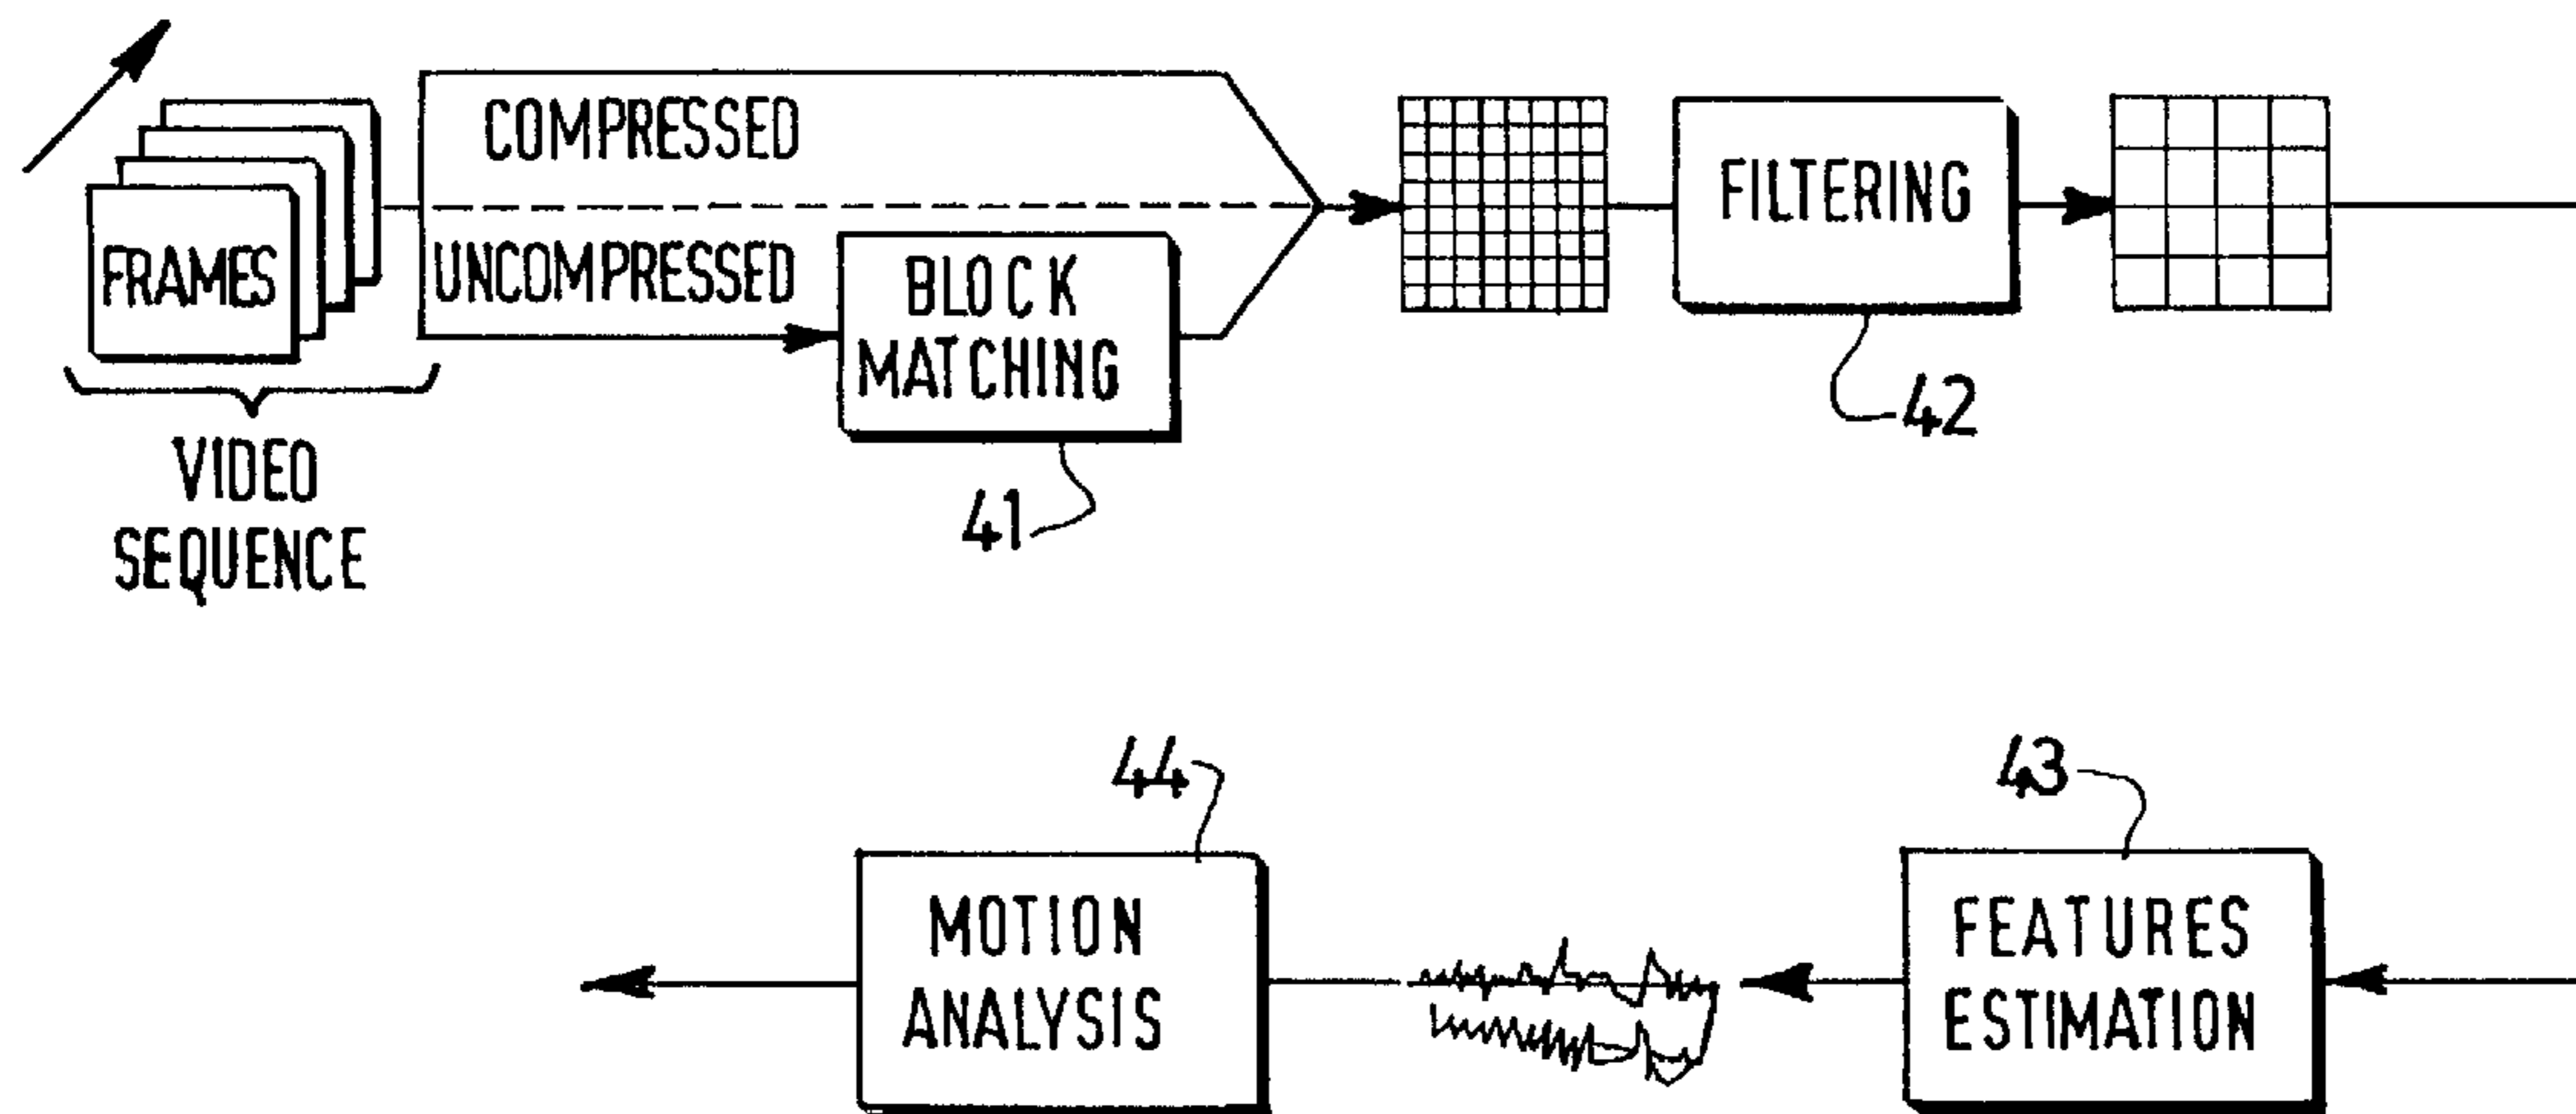 COMPRESSED
UNCOMPRESSED
FRAMES
BLOCK
MATCHING
FILTERING
41
42
VIDEO
SEQUENCE
44
43
MOTION
ANALYSIS
FEATURES
ESTIMATION